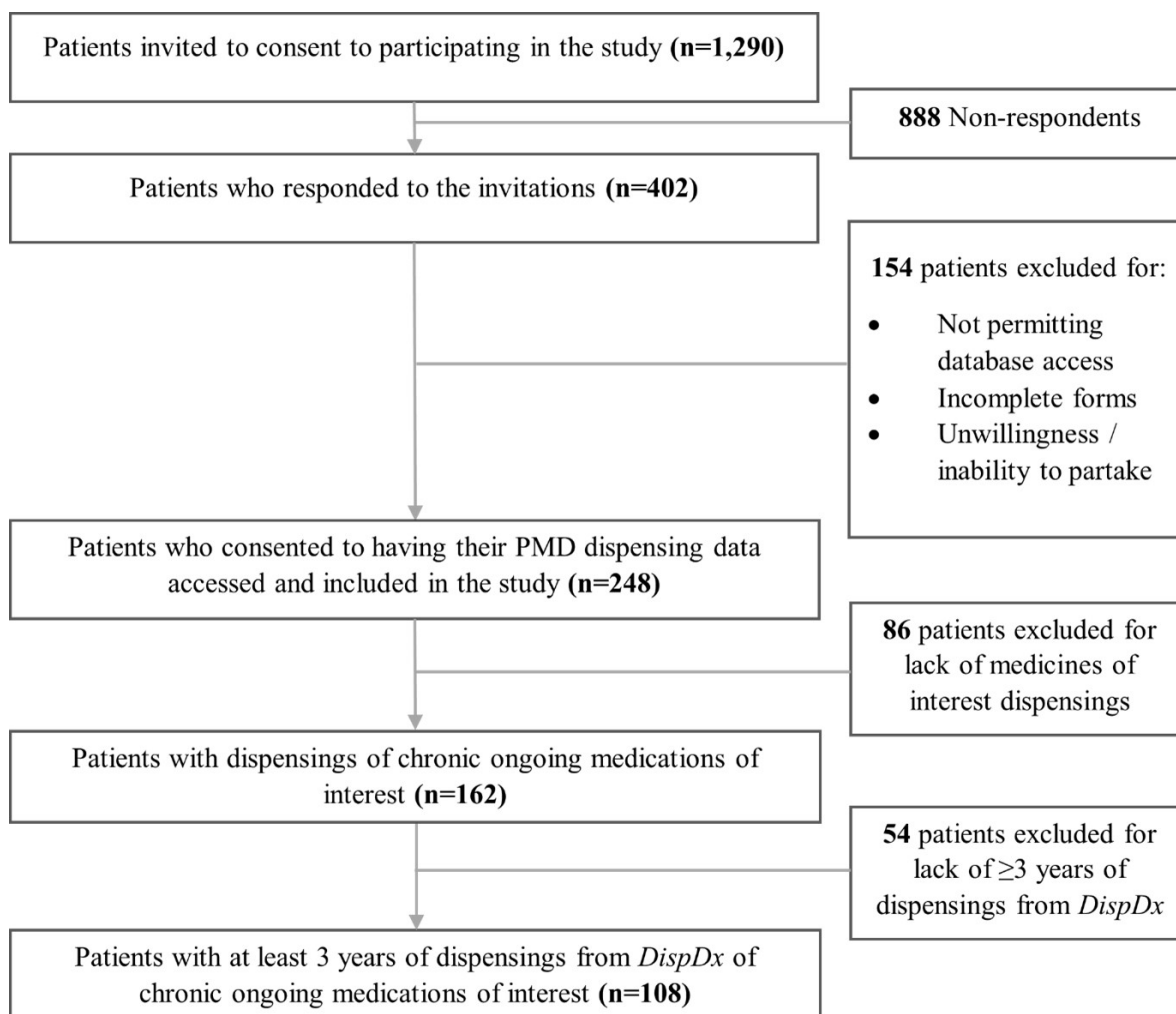 Patients invited to consent to participating in the study (n=1,290)
888 Non-respondents
Patients who responded to the invitations (n=402)
154 patients excluded for:
• Not permitting
database access
• Incomplete forms
• Unwillingness /
inability to partake
Patients who consented to having their PMD dispensing data
accessed and included in the study (n=248)
86 patients excluded for
lack of medicines of
interest dispensings
Patients with dispensings of chronic ongoing medications of
interest (n=162)
54 patients excluded for
lack of ≥3 years of
dispensings from DispDx
Patients with at least 3 years of dispensings from DispDx of
chronic ongoing medications of interest (n=108)